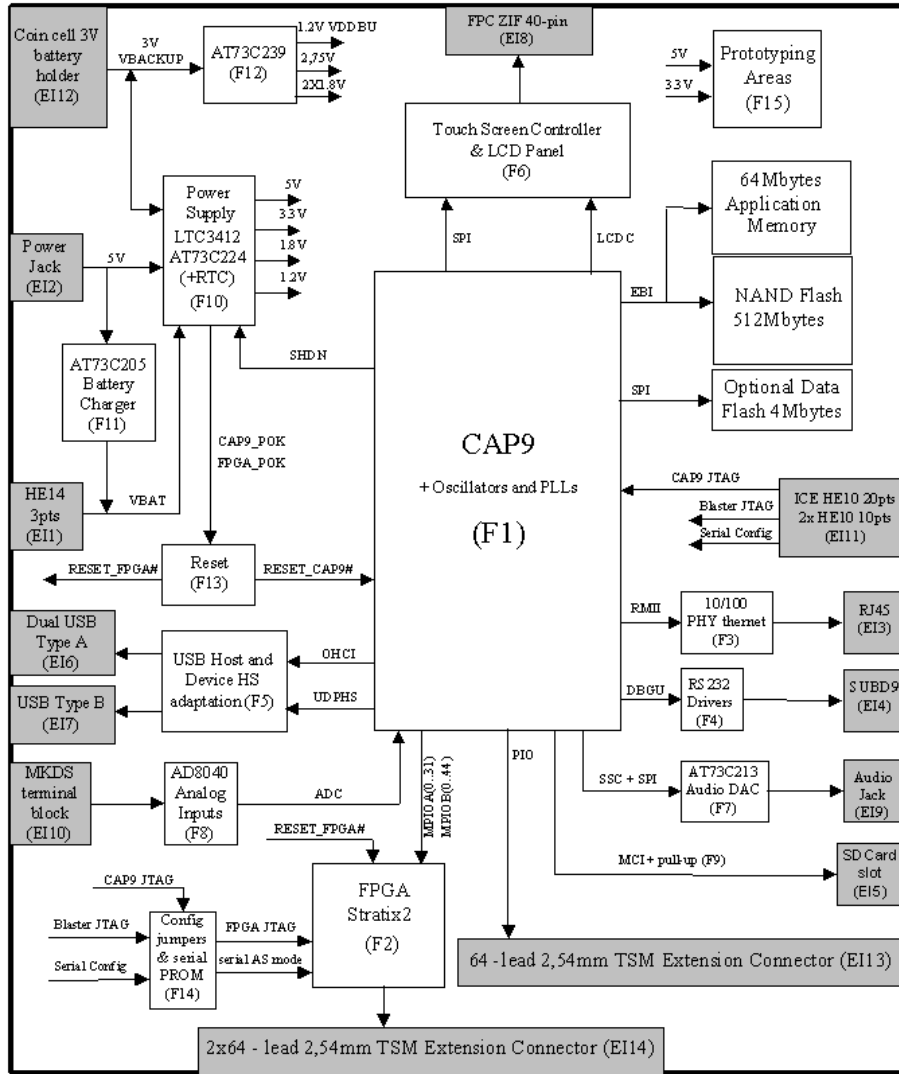 Coin cell 3V
battery
holder
(EI12)
3V
VBACKUP
AT73C239
(F12)
1.2V VDDBU
2,75V
2X1.8V
FPC ZIF 40-pin
(EI8)
5V
3.3V
Prototyping
Areas
(F15)
Touch Screen Controller
& LCD Panel
(F6)
Power
Supply
LTC3412
AT73C224
(+RTC)
(F10)
5V
3.3V
1.8V
1.2V
SPI
LCDC
64Mbytes
Application
Memory
Power
Jack
(EI2)
5V
EBI
NAND Flash
512Mbytes
AT73C205
Battery
Charger
(F11)
SHDN
SPI
Optional Data
Flash 4Mbytes
CAP9_POK
FPGA_POK
CAP9
+ Oscillators and PLLs
(F1)
HE14
3pts
(EI1)
VBAT
CAP9 JTAG
Blaster JTAG
Serial Config
ICE HE10 20pts
2x HE10 10pts
(EI11)
RESET_FPGA#
Reset
(F13)
RESET_CAP9#
Dual USB
Type A
(EI6)
USB Type B
(EI7)
USB Host and
Device HS
adaptation (F5)
OHCI
UDPHS
RMII
10/100
PHY thernet
(F3)
RJ45
(EI3)
DBGU
RS232
Drivers
(F4)
SUBD9
(EI4)
MKDS
terminal
block
(EI10)
AD8040
Analog
Inputs
(F8)
ADC
MPIOA(0..31)
MPIOB(0..44)
PIO
SSC + SPI
AT73C213
Audio DAC
(F7)
Audio
Jack
(EI9)
RESET_FPGA#
MCI + pull-up (F9)
SD Card
slot
(EI5)
CAP9 JTAG
Blaster JTAG
Serial Config
Config
jumpers
& serial
PROM
(F14)
FPGA JTAG
serial AS mode
FPGA
Stratix2
(F2)
64 -lead 2,54mm TSM Extension Connector (EI13)
2x64 - lead 2,54mm TSM Extension Connector (EI14)